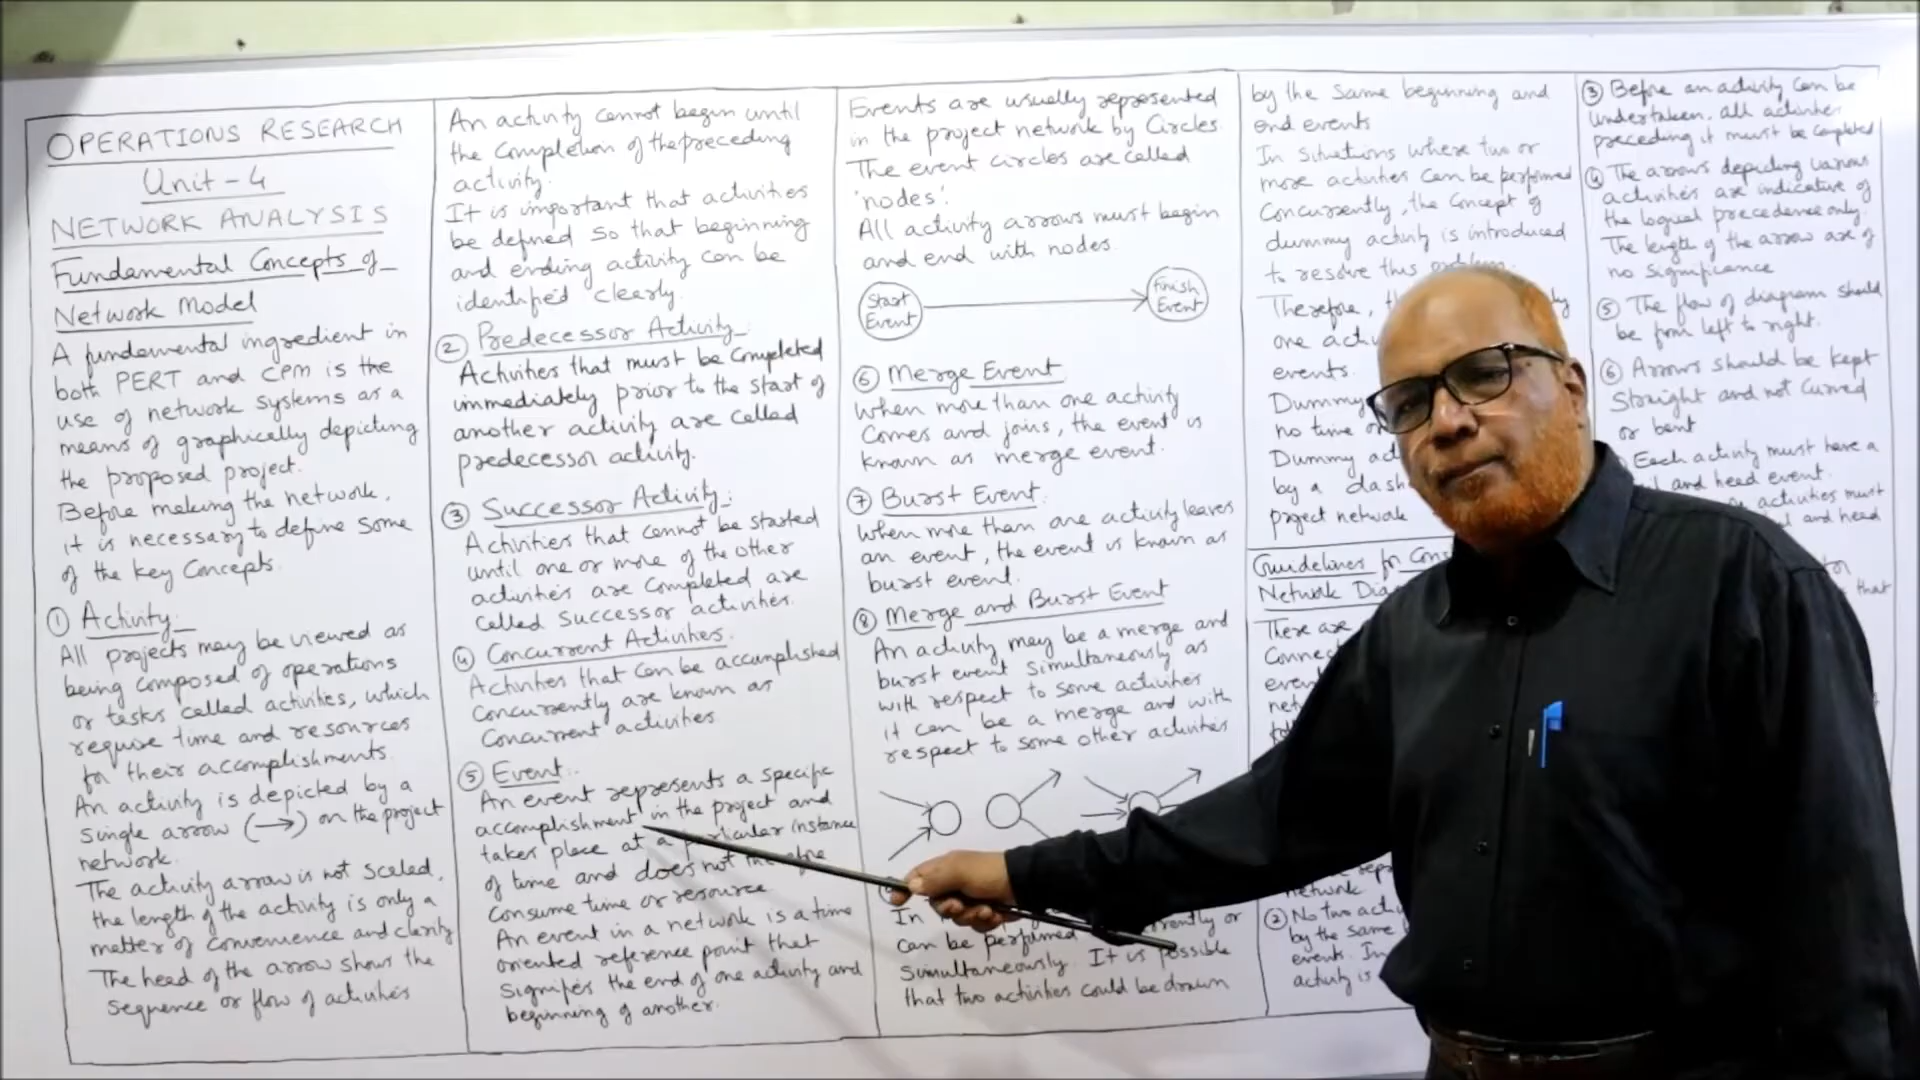 OPERATIONS RESEARCH
Unit - 4
NETWORK ANALYSIS
Fundamental Concepts of
Network Model
A fundamental ingredient in
both PERT and CPM is the
use of network systems as a
means of graphically depicting
the proposed project.
Before making the network,
it is necessary to define some
of the key Concepts.
① Activity
All projects may be viewed as
being composed of operations
or tasks called activities, which
require time and resources
for their accomplishments.
An activity is depicted by a
single arrow (→) on the project
network.
The activity arrow is not scaled,
the length of the activity is only a
matter of convenience and clarity
The head of the arrow shows the
sequence or flow of activities
An activity cannot begin until
the completion of the preceding
activity.
It is important that activities
be defined so that beginning
and ending activity can be
identified clearly.
② Predecessor Activity
Activities that must be completed
immediately prior to the start of
another activity are called
predecessor activity.
③ Successor Activity:
Activities that cannot be started
until one or more of the other
activities are completed are
called successor activities.
④ Concurrent Activities.
Activities that can be accomplished
concurrently are known as
concurrent activities
⑤ Event:
An event represents a specific
accomplishment in the project and
takes place at a particular instance
of time and does not
consume time or resource.
An event in a network is a time
oriented reference point that
signifies the end of one activity and
beginning of another.
Events are usually represented
in the project network by Circles.
The event circles are called
'nodes'.
All activity arrows must begin
and end with nodes.
Start
Event
Finish
Event
⑥ Merge Event
When more than one activity
Comes and joins, the event is
known as merge event.
⑦ Burst Event.
When more than one activity leaves
an event, the event is known as
burst event.
⑧ Merge and Burst Event
An activity may be a merge and
burst event simultaneously as
with respect to some activities
it can be a merge and with
respect to some other activities
In
can be performed
simultaneously. It is possible
that two activities could be drawn
by the same beginning and
end events
In situations where two or
more activities can be performed
Concurrently, the concept of
dummy activity is introduced
to resolve this problem.
Therefore,
one
events.
Dummy
no time
Dummy
by a
project network
Guidelines for
Network
There are
network.
② No two
by the same
events. In
activity is
③ Before an activity can be
undertaken, all activities
preceding it must be completed
④ The arrows depicting various
activities are indicative of
the logical precedence only.
The length of the arrow are of
no significance
⑤ The flow of diagram should
be from left to right.
⑥ Arrows should be kept
straight and not curved
or bent
Each activity must have a
and head event.
activities must
and head
that